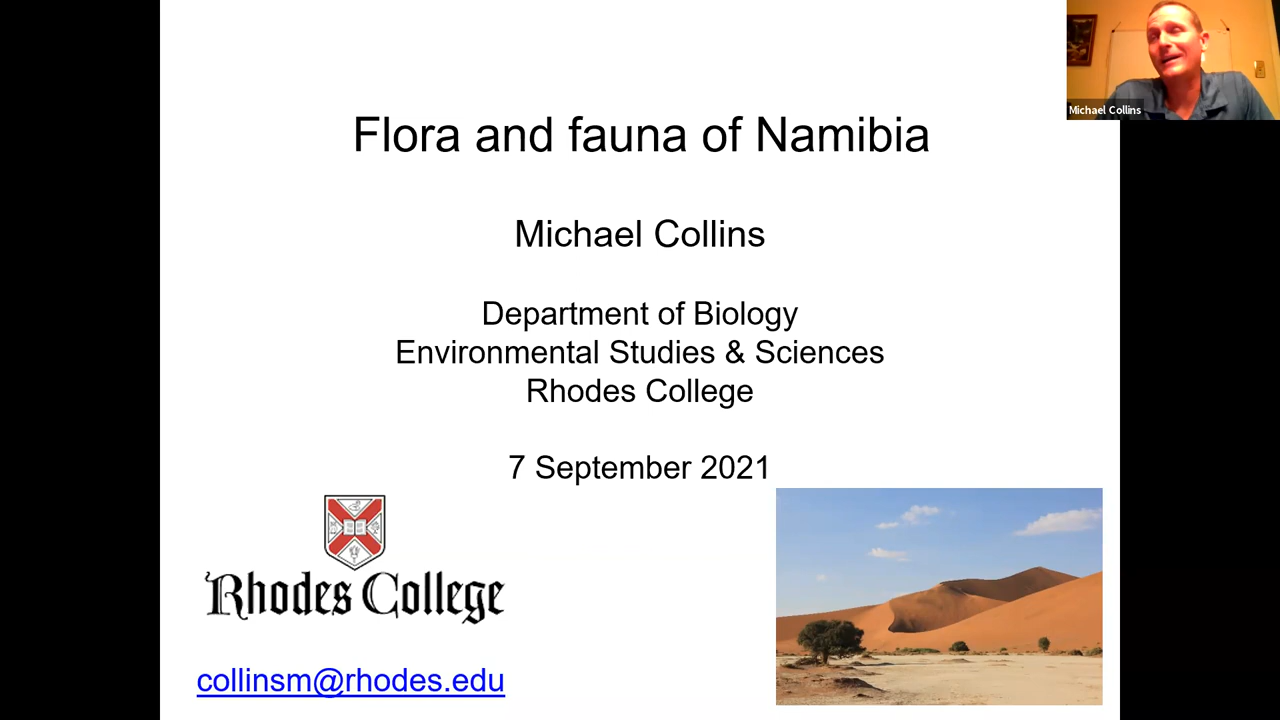 Flora and fauna of Namibia
Michael Collins
Department of Biology
Environmental Studies & Sciences
Rhodes College
7 September 2021
Rhodes College
collinsm@rhodes.edu
Michael Collins